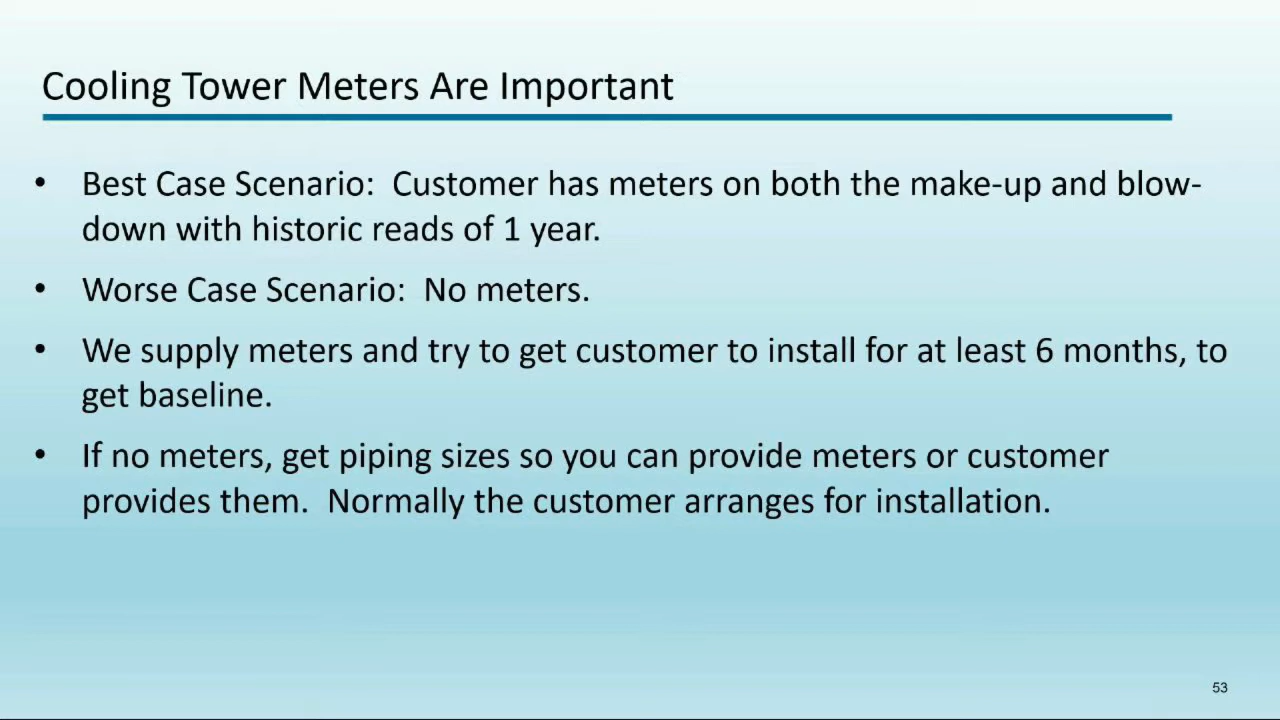 Cooling Tower Meters Are Important
• Best Case Scenario:  Customer has meters on both the make-up and blow-
down with historic reads of 1 year.
• Worse Case Scenario:  No meters.
• We supply meters and try to get customer to install for at least 6 months, to
get baseline.
• If no meters, get piping sizes so you can provide meters or customer
provides them.  Normally the customer arranges for installation.
53